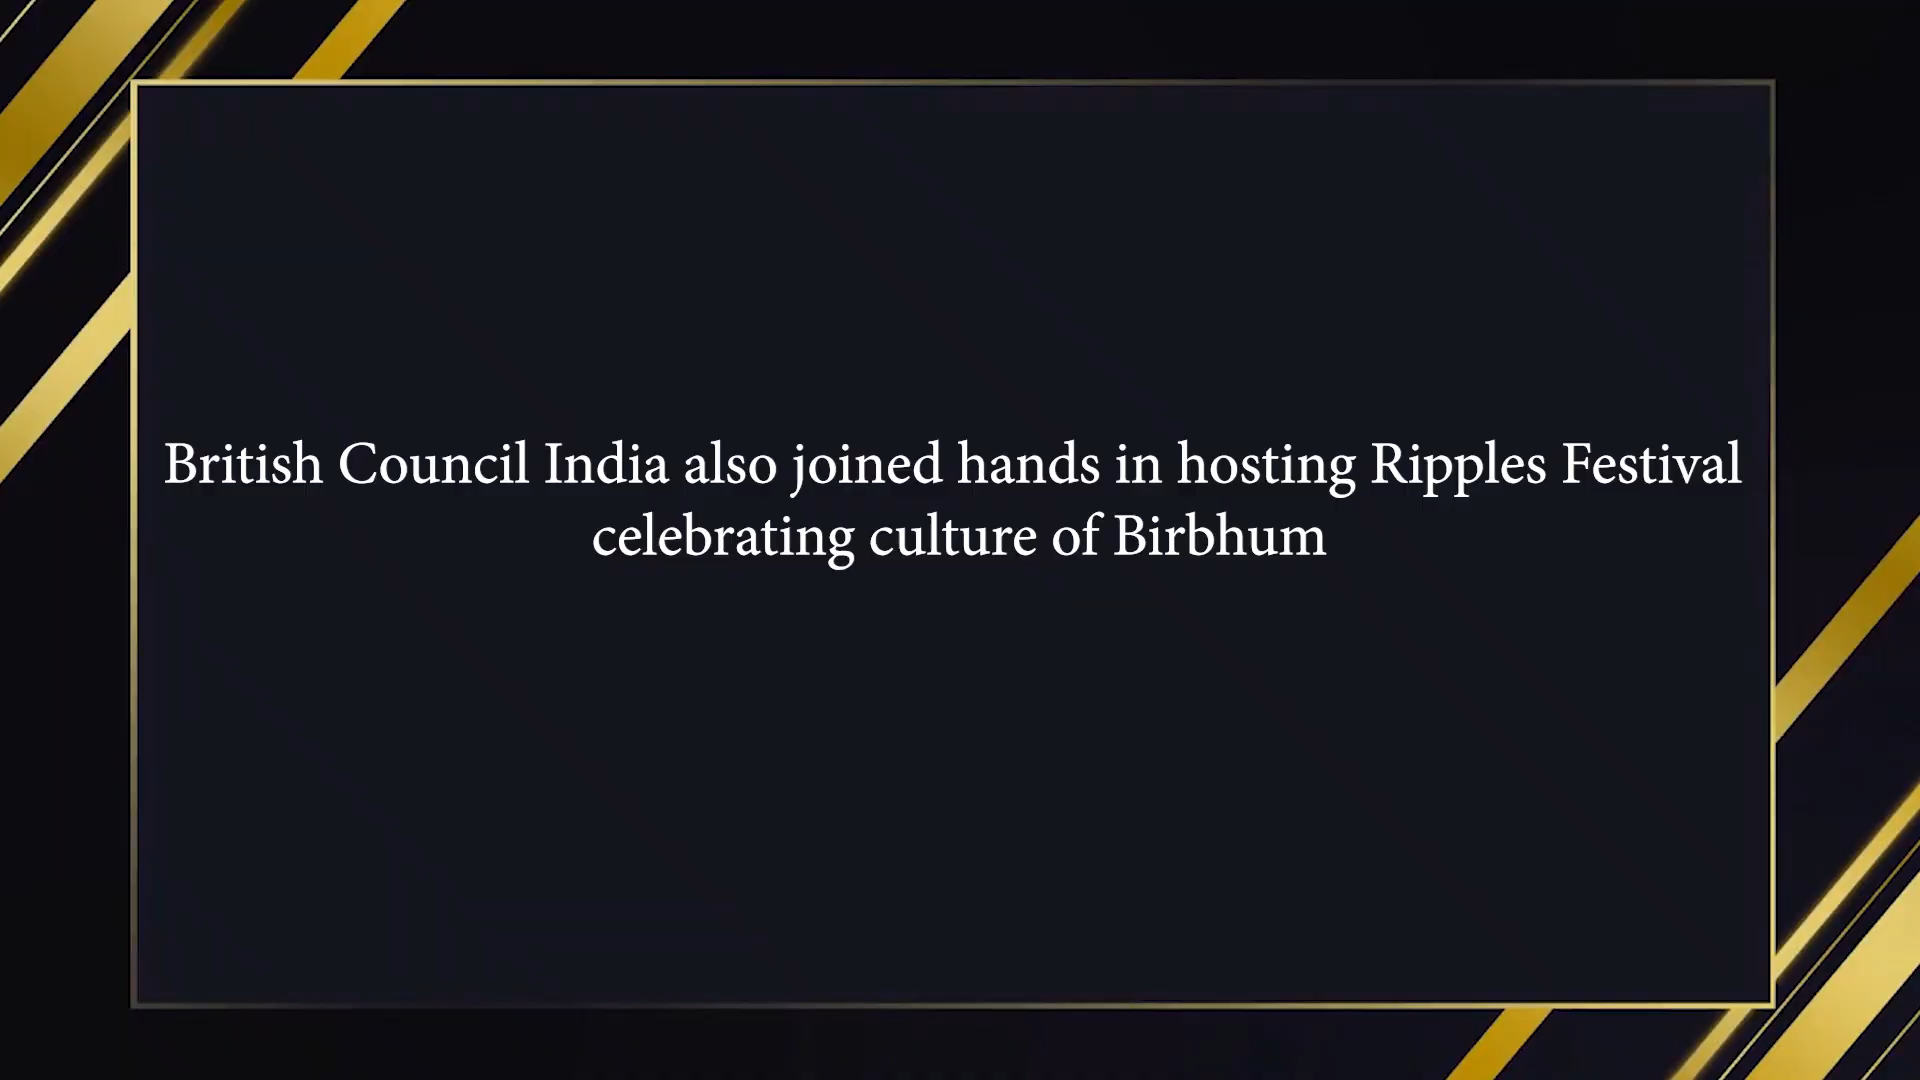 British Council India also joined hands in hosting Ripples Festival
celebrating culture of Birbhum